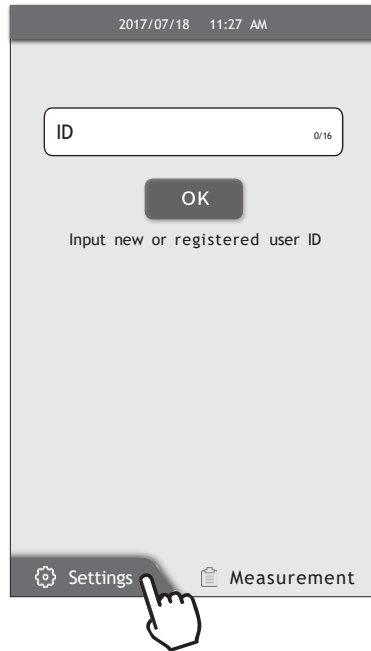 2017/07/18 11:27 AM
ID 0/16
OK
Input new or registered user ID
Settings Measurement